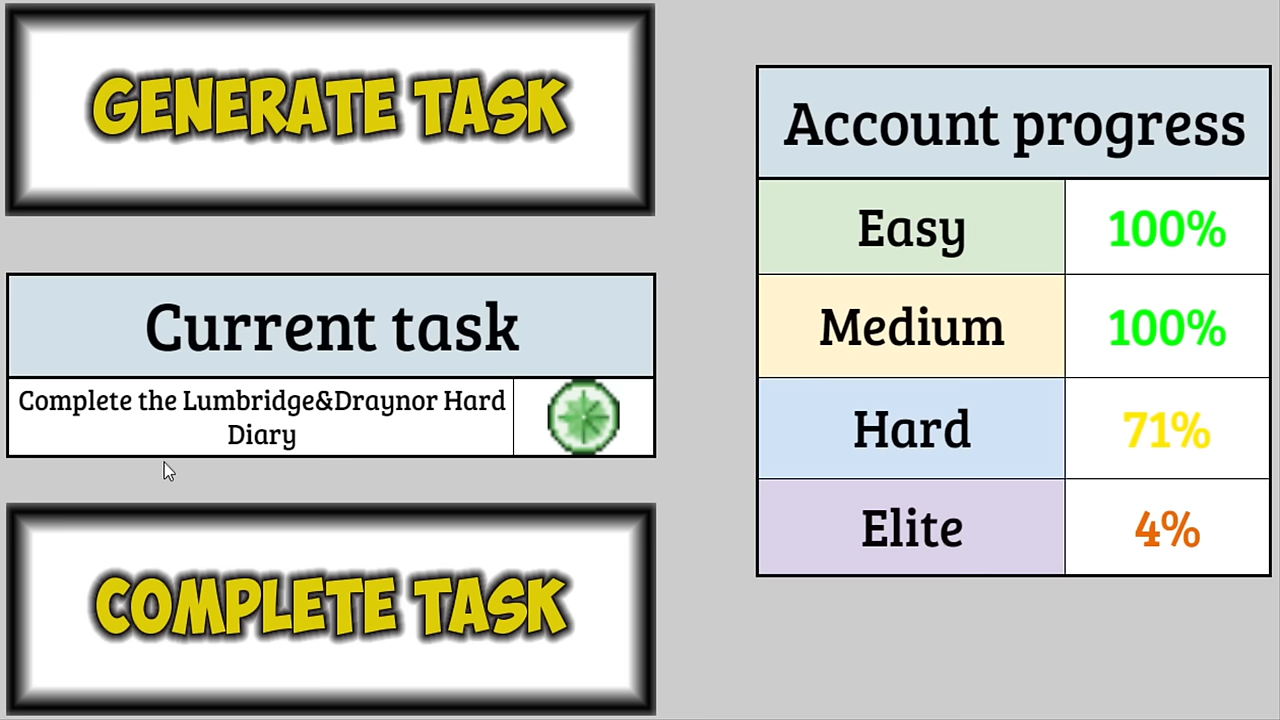 GENERATE TASK
Current task
Complete the Lumbridge&Draynor Hard
Diary
COMPLETE TASK
Account progress
Easy 100%
Medium 100%
Hard 71%
Elite 4%